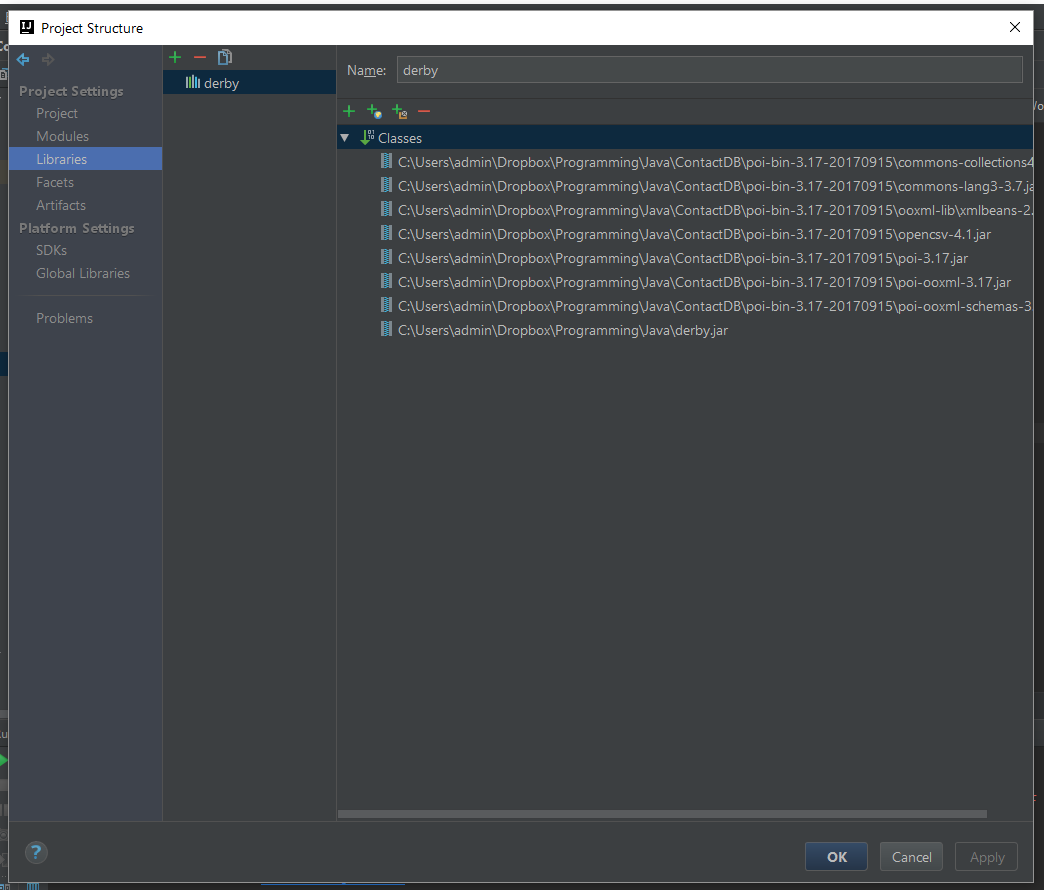 Project Structure
Project Settings
Project
Modules
Libraries
Facets
Artifacts
Platform Settings
SDKs
Global Libraries
Problems
derby
Name: derby
Classes
C:\Users\admin\Dropbox\Programming\Java\ContactDB\poi-bin-3.17-20170915\commons-collections4
C:\Users\admin\Dropbox\Programming\Java\ContactDB\poi-bin-3.17-20170915\commons-lang3-3.7.ja
C:\Users\admin\Dropbox\Programming\Java\ContactDB\poi-bin-3.17-20170915\ooxml-lib\xmlbeans-2.
C:\Users\admin\Dropbox\Programming\Java\ContactDB\poi-bin-3.17-20170915\opencsv-4.1.jar
C:\Users\admin\Dropbox\Programming\Java\ContactDB\poi-bin-3.17-20170915\poi-3.17.jar
C:\Users\admin\Dropbox\Programming\Java\ContactDB\poi-bin-3.17-20170915\poi-ooxml-3.17.jar
C:\Users\admin\Dropbox\Programming\Java\ContactDB\poi-bin-3.17-20170915\poi-ooxml-schemas-3.
C:\Users\admin\Dropbox\Programming\Java\derby.jar
?
OK
Cancel
Apply